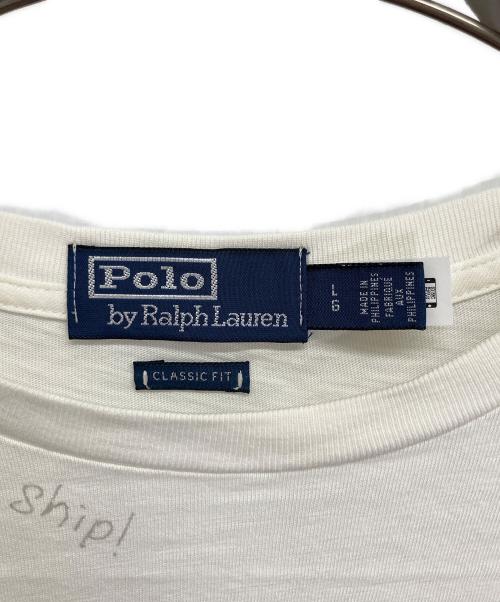 Polo
by Ralph Lauren
L
G
MADE IN
PHILIPPINES
FABRIQUÉ
AUX
PHILIPPINES
CLASSIC FIT
Ship!